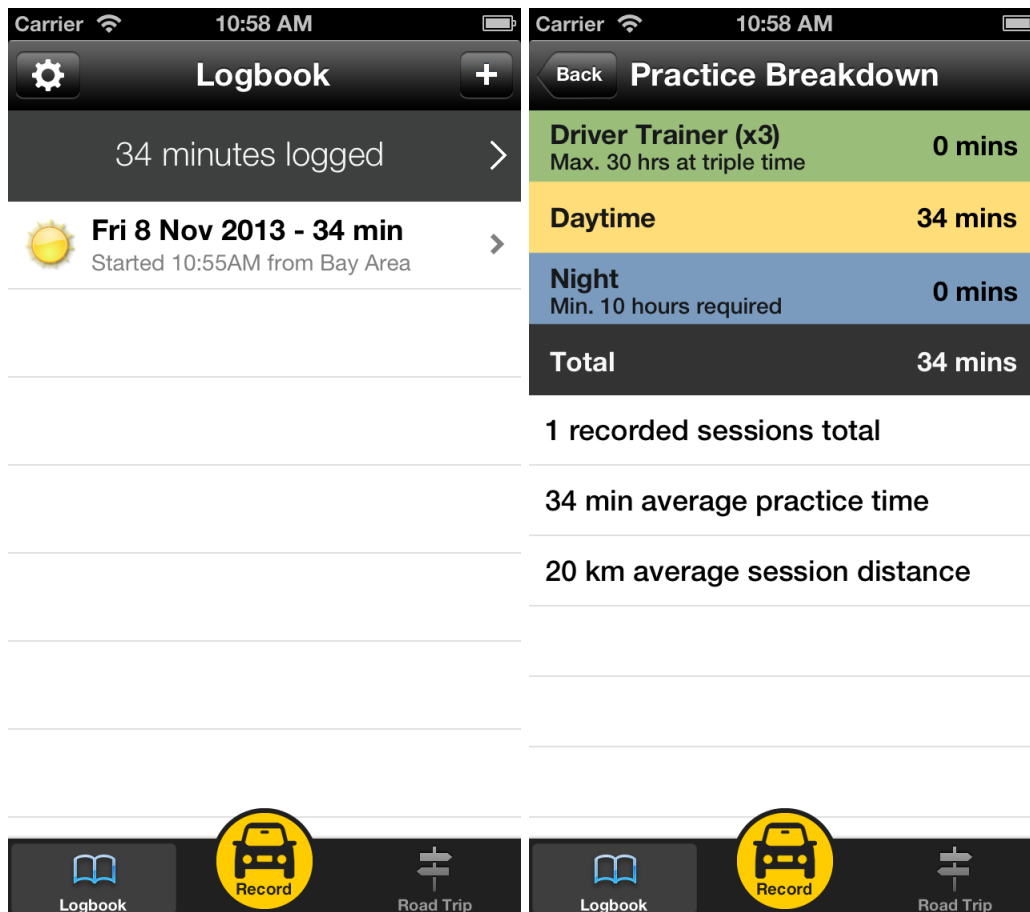 Carrier 10:58 AM
Logbook
34 minutes logged
Fri 8 Nov 2013 - 34 min
Started 10:55AM from Bay Area
Record
Logbook
Road Trip
Carrier 10:58 AM
Back Practice Breakdown
Driver Trainer (x3)
Max. 30 hrs at triple time
0 mins
Daytime 34 mins
Night
Min. 10 hours required
0 mins
Total 34 mins
1 recorded sessions total
34 min average practice time
20 km average session distance
Record
Logbook
Road Trip